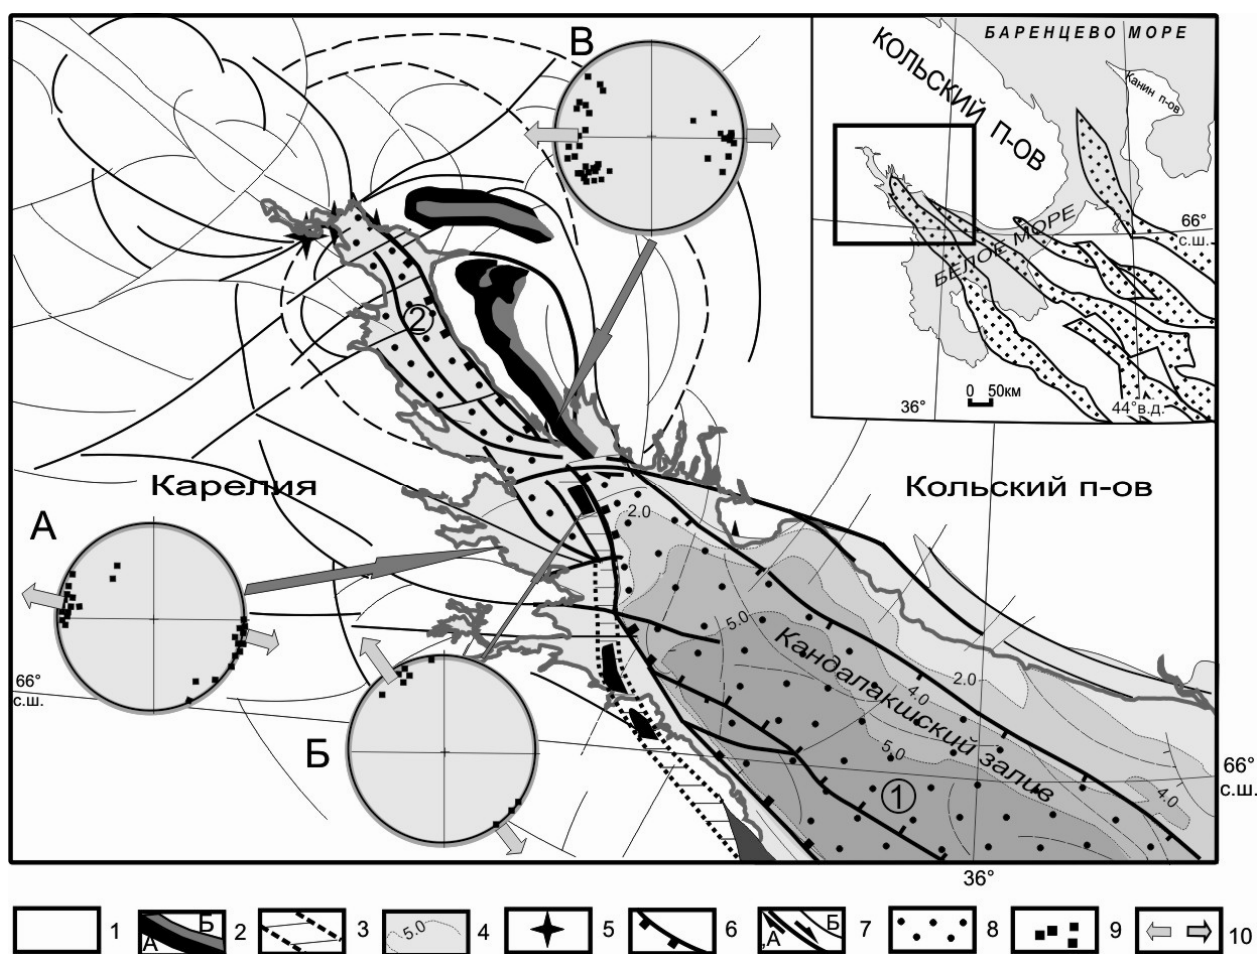 В
БАРЕНЦЕВО МОРЕ
КОЛЬСКИЙ П-ОВ
Канин п-ов
66°
с.ш.
БЕЛОЕ МОРЕ
0 50км
36°
44°в.д.
2
Карелия
Кольский п-ов
А
2.0
5.0
Кандалакшский залив
4.0
2.0
5.0
4.0
66°
с.ш.
Б
1
66°
с.ш.
36°
1
А Б 2
3
5.0 4
5
6
А Б 7
8
9
10